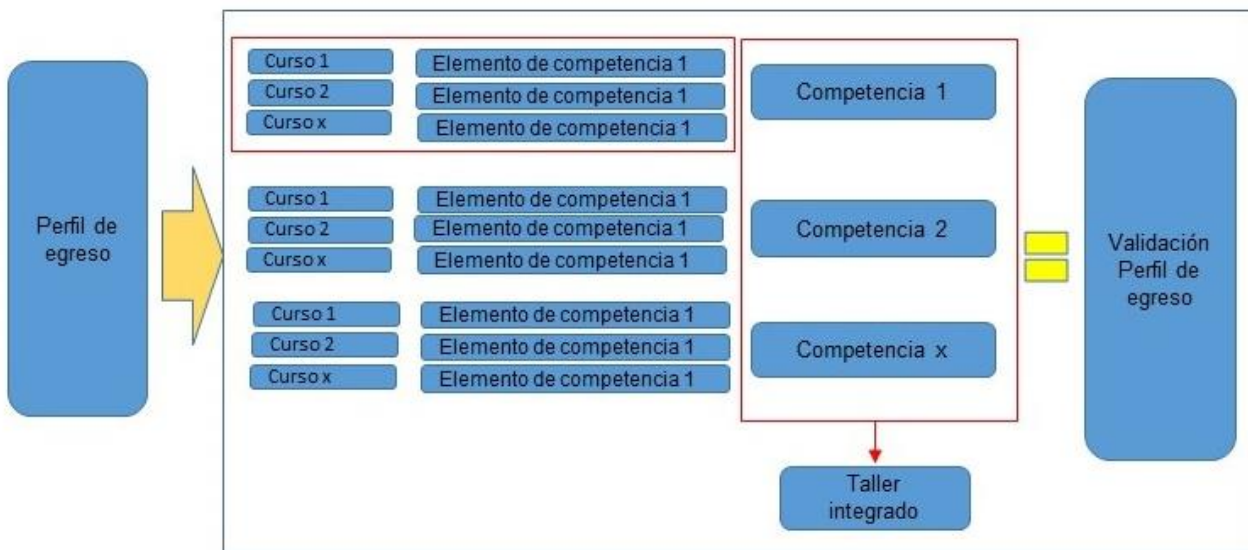 Perfil de
egreso
Curso 1
Elemento de competencia 1
Curso 2
Elemento de competencia 1
Curso x
Elemento de competencia 1
Competencia 1
Curso 1
Elemento de competencia 1
Curso 2
Elemento de competencia 1
Curso x
Elemento de competencia 1
Competencia 2
Curso 1
Elemento de competencia 1
Curso 2
Elemento de competencia 1
Curso x
Elemento de competencia 1
Competencia x
Taller
integrado
Validación
Perfil de
egreso